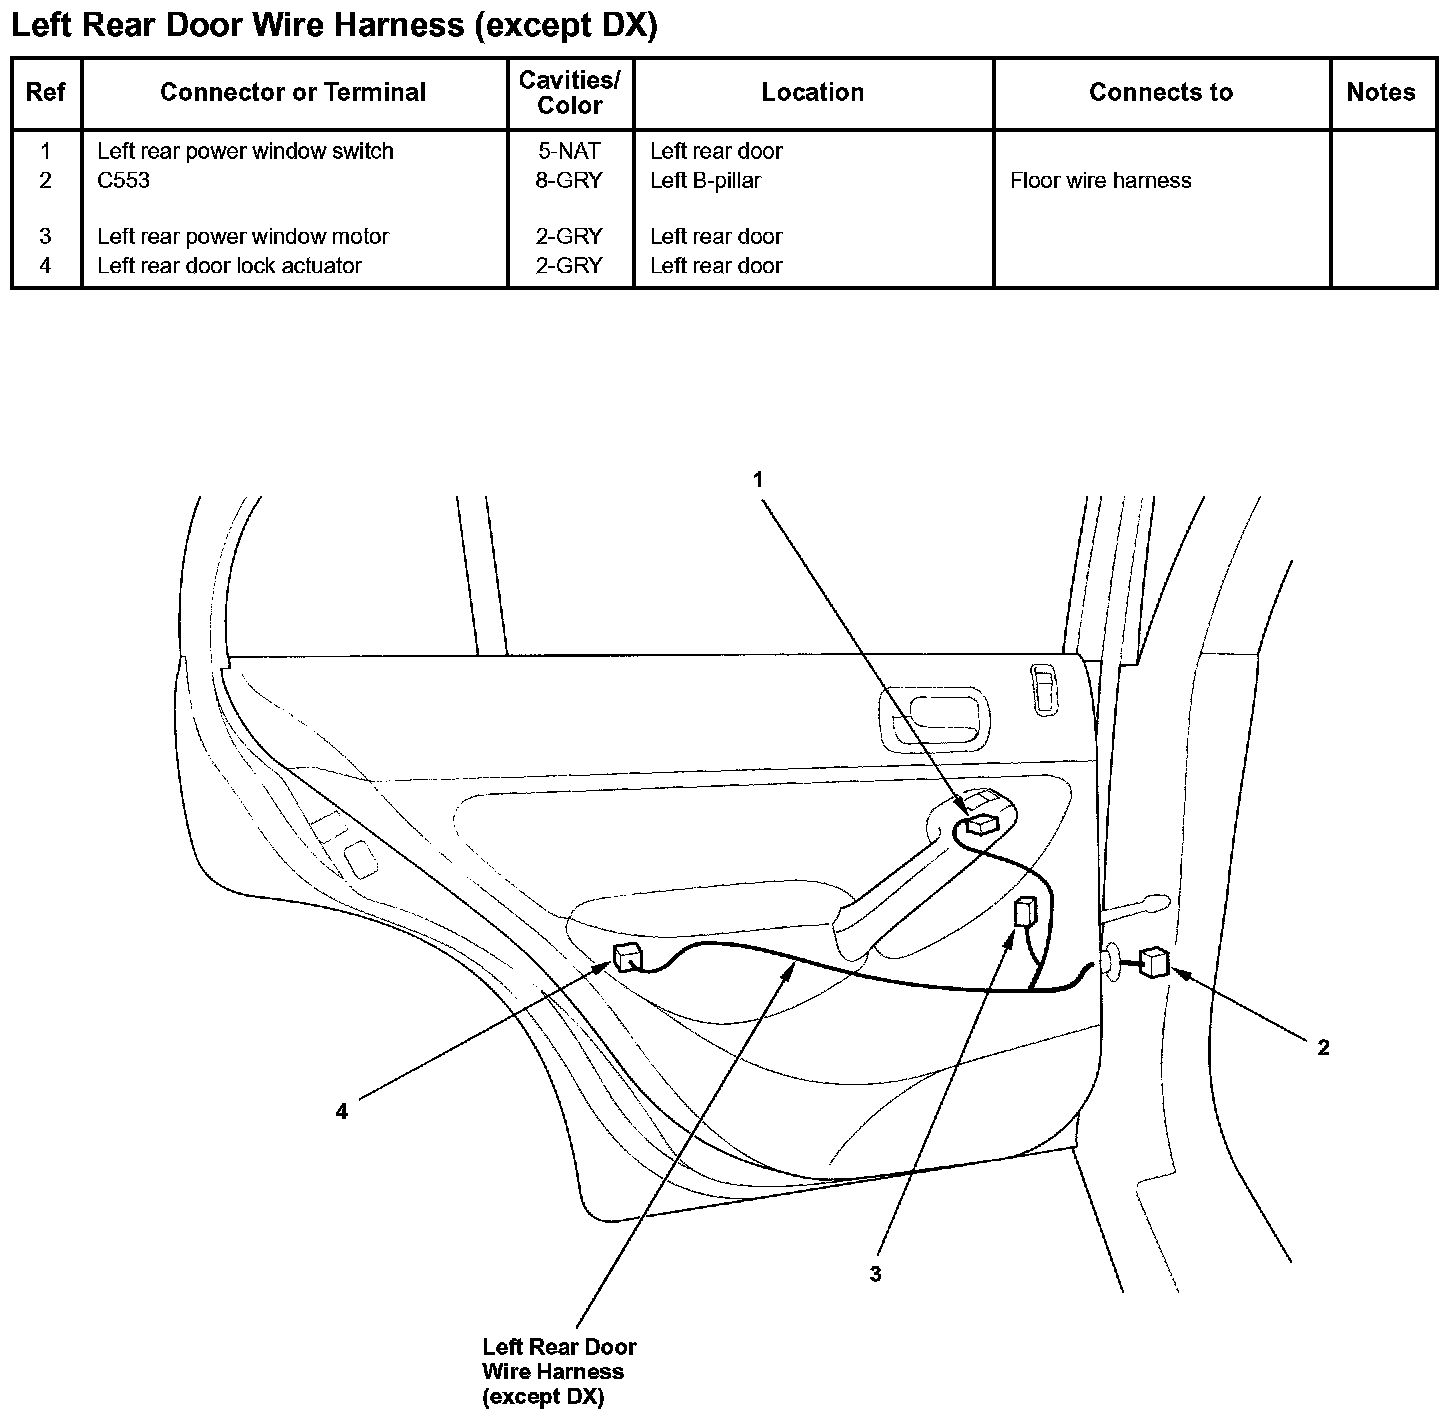 Left Rear Door Wire Harness (except DX)
Ref Connector or Terminal Cavities/ Color Location Connects to Notes
1 Left rear power window switch 5-NAT Left rear door
2 C553 8-GRY Left B-pillar Floor wire harness
3 Left rear power window motor 2-GRY Left rear door
4 Left rear door lock actuator 2-GRY Left rear door
1
2
4
3
Left Rear Door
Wire Harness
(except DX)